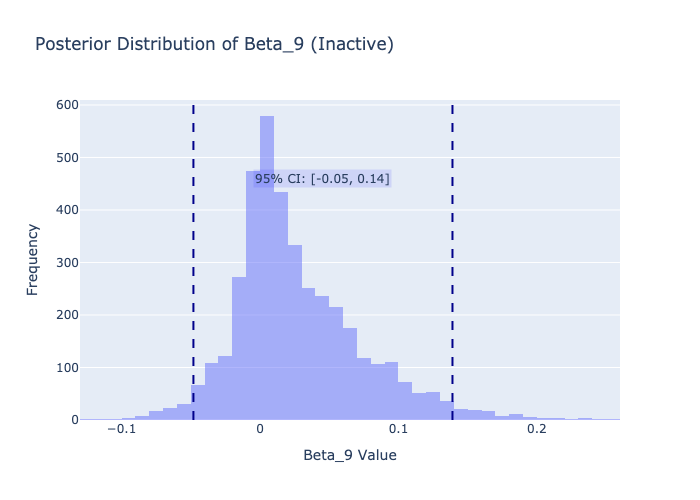 Posterior Distribution of Beta_9 (Inactive)
600
500
400
300
200
100
0
Frequency
95% CI: [-0.05, 0.14]
−0.1
0
0.1
0.2
Beta_9 Value